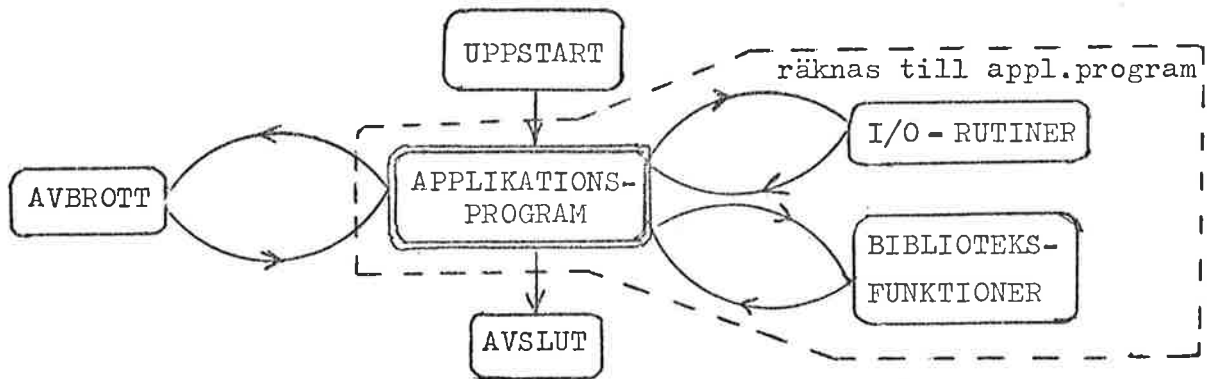 UPPSTART
räknas till appl.program
I/O - RUTINER
AVBROTT
APPLIKATIONS-
PROGRAM
BIBLIOTEKS-
FUNKTIONER
AVSLUT